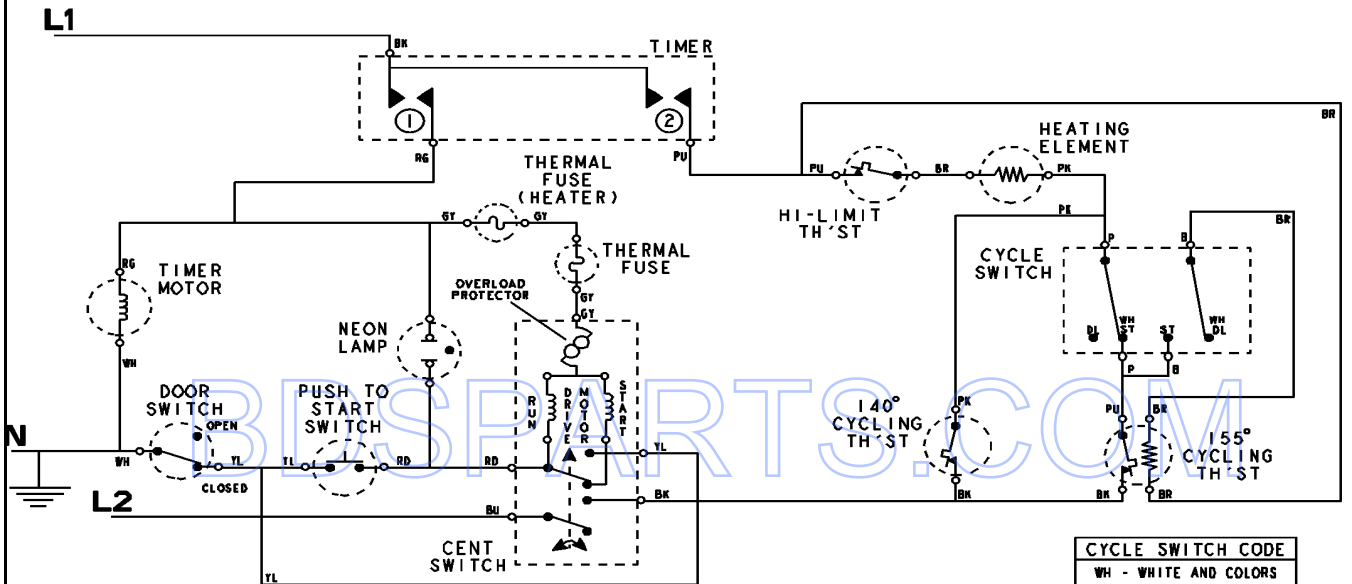 L1
BK
TIMER
1
2
RG
PU
BR
THERMAL
FUSE
(HEATER)
GY
GY
HEATING
ELEMENT
PU
BR
PK
HI-LIMIT
TH'ST
PK
BR
RG
TIMER
MOTOR
THERMAL
FUSE
OVERLOAD
PROTECTOR
GY
GY
CYCLE
SWITCH
P
B
DL
WH
ST
ST
WH
DL
P
B
NEON
LAMP
WH
DOOR
SWITCH
OPEN
PUSH TO
START
SWITCH
RUN
DRIVE
MOTOR
START
BDSPARTS.COM
PK
140°
CYCLING
TH'ST
PU
BR
155°
CYCLING
TH'ST
N
WH
YL
CLOSED
YL
RD
RD
YL
BK
BK
BK
BR
L2
BU
CENT
SWITCH
YL
CYCLE SWITCH CODE
WH - WHITE AND COLORS